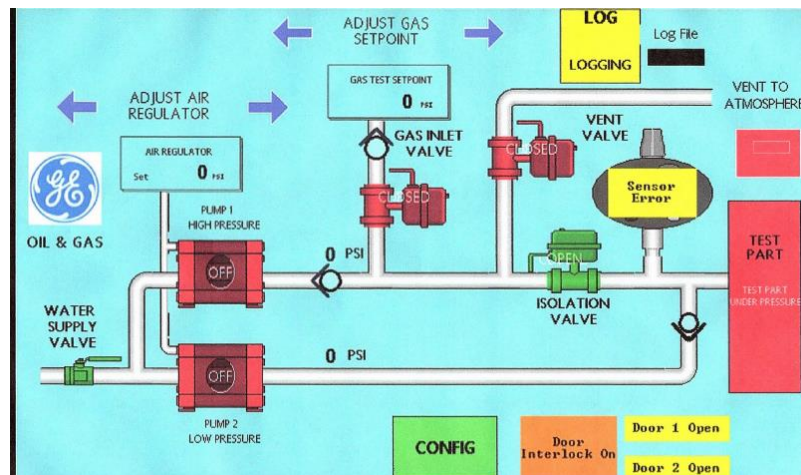 LOG
LOGGING
Log File
ADJUST GAS
SETPOINT
GAS TEST SETPOINT
0 PSI
ADJUST AIR
REGULATOR
AIR REGULATOR
Set 0 PSI
VENT TO
ATMOSPHERE
VENT
VALVE
CLOSED
GAS INLET
VALVE
CLOSED
Sensor
Error
GE
OIL & GAS
PUMP 1
HIGH PRESSURE
OFF
0 PSI
OPEN
ISOLATION
VALVE
TEST
PART
TEST PART
UNDER PRESSURE
WATER
SUPPLY
VALVE
OFF
0 PSI
PUMP 2
LOW PRESSURE
CONFIG
Door
Interlock On
Door 1 Open
Door 2 Open